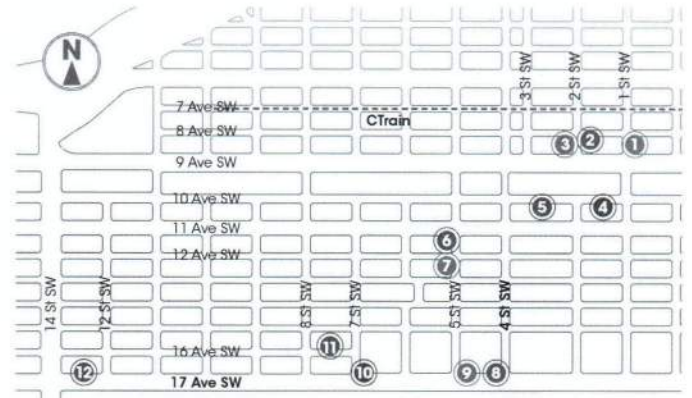 N
3 St SW
2 St SW
1 St SW
7 Ave SW
CTrain
8 Ave SW
3
2
1
9 Ave SW
10 Ave SW
5
4
11 Ave SW
6
12 Ave SW
7
14 St SW
12 St SW
8 St SW
7 St SW
5 St SW
4 St SW
16 Ave SW
11
12
17 Ave SW
10
9
8